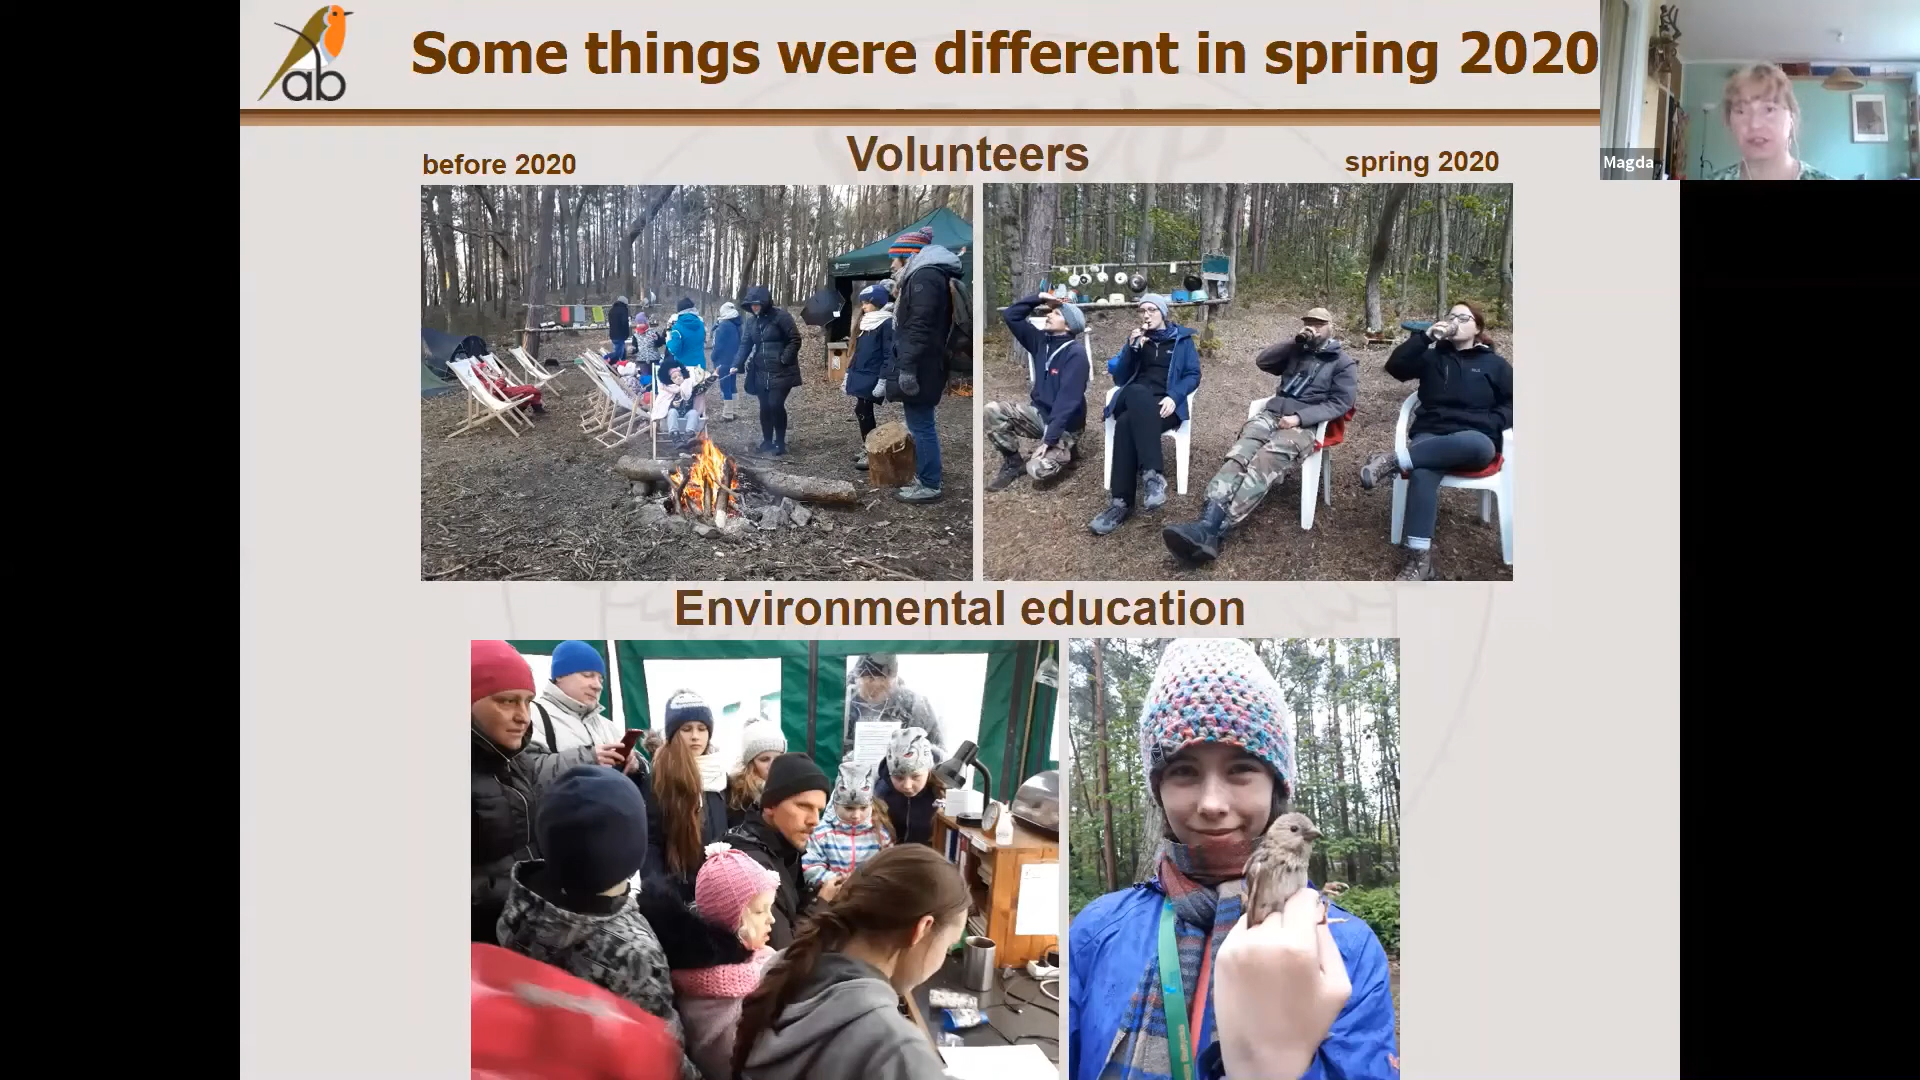 ab
Some things were different in spring 2020
Magda
before 2020
Volunteers
spring 2020
Environmental education